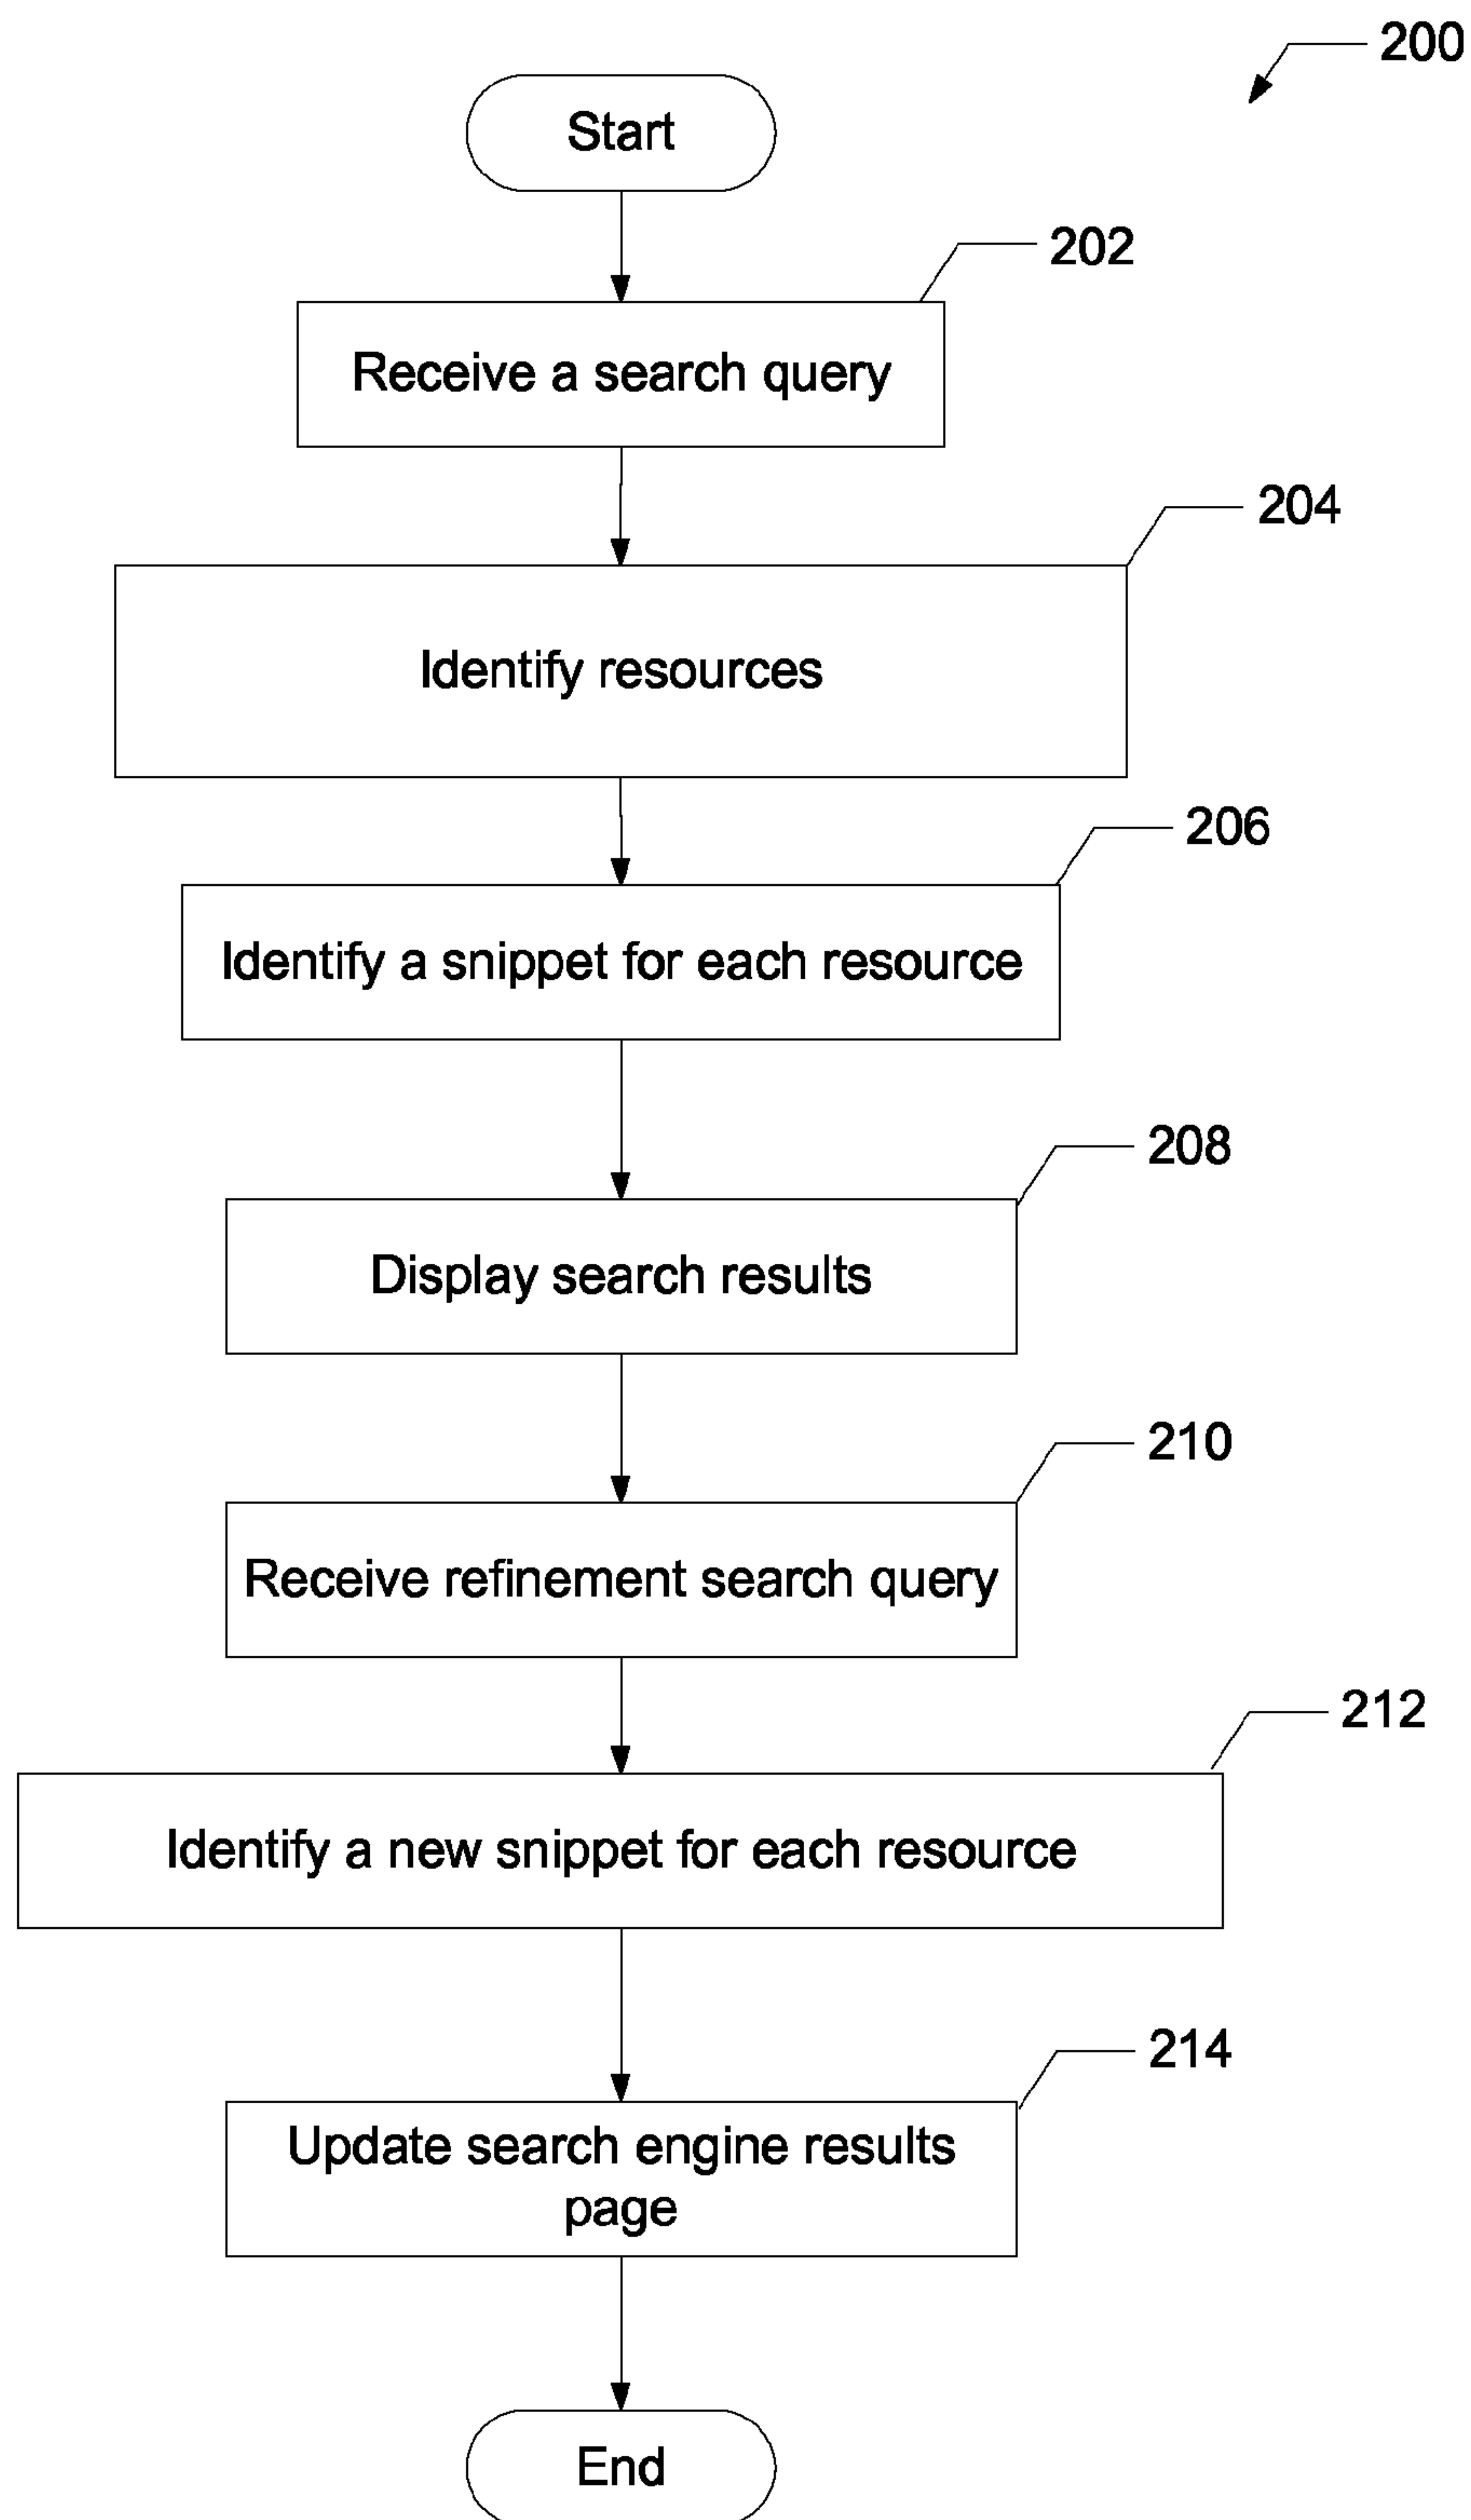 200
Start
202
Receive a search query
204
Identify resources
206
Identify a snippet for each resource
208
Display search results
210
Receive refinement search query
212
Identify a new snippet for each resource
214
Update search engine results
page
End